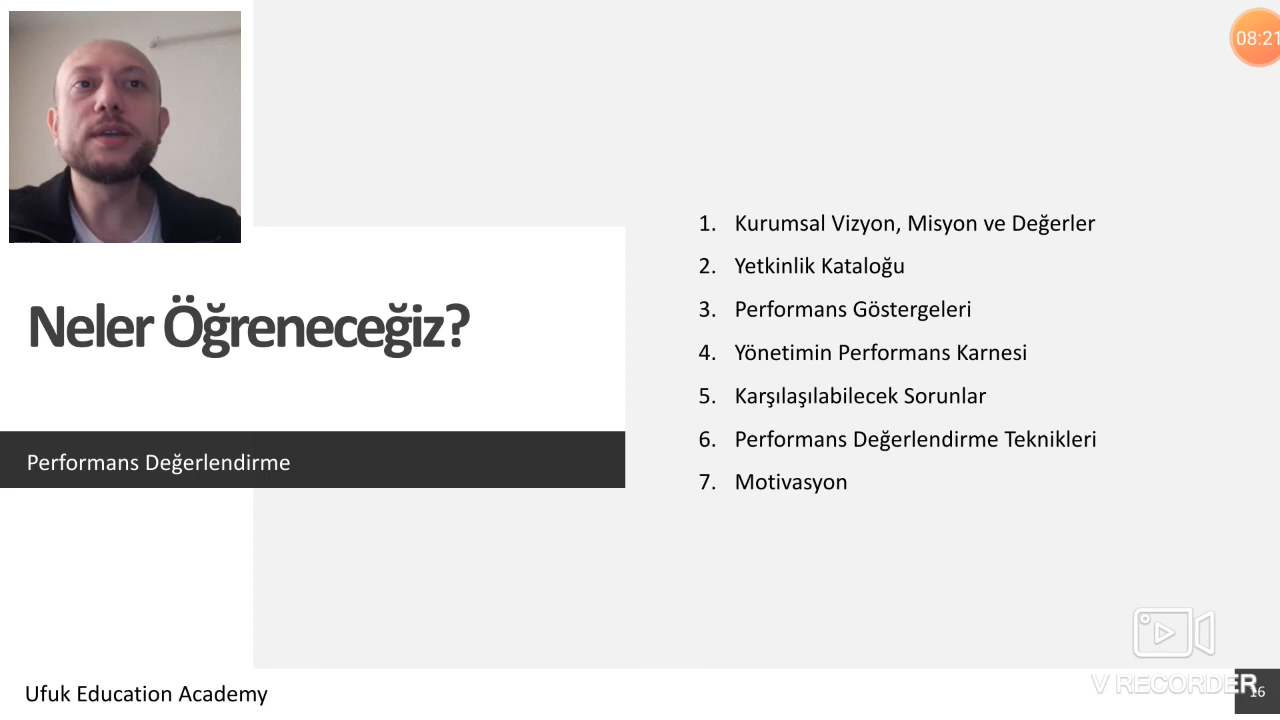 08:21
Neler Öğreneceğiz?
Performans Değerlendirme
1. Kurumsal Vizyon, Misyon ve Değerler
2. Yetkinlik Kataloğu
3. Performans Göstergeleri
4. Yönetimin Performans Karnesi
5. Karşılaşılabilecek Sorunlar
6. Performans Değerlendirme Teknikleri
7. Motivasyon
Ufuk Education Academy
V RECORDER
16